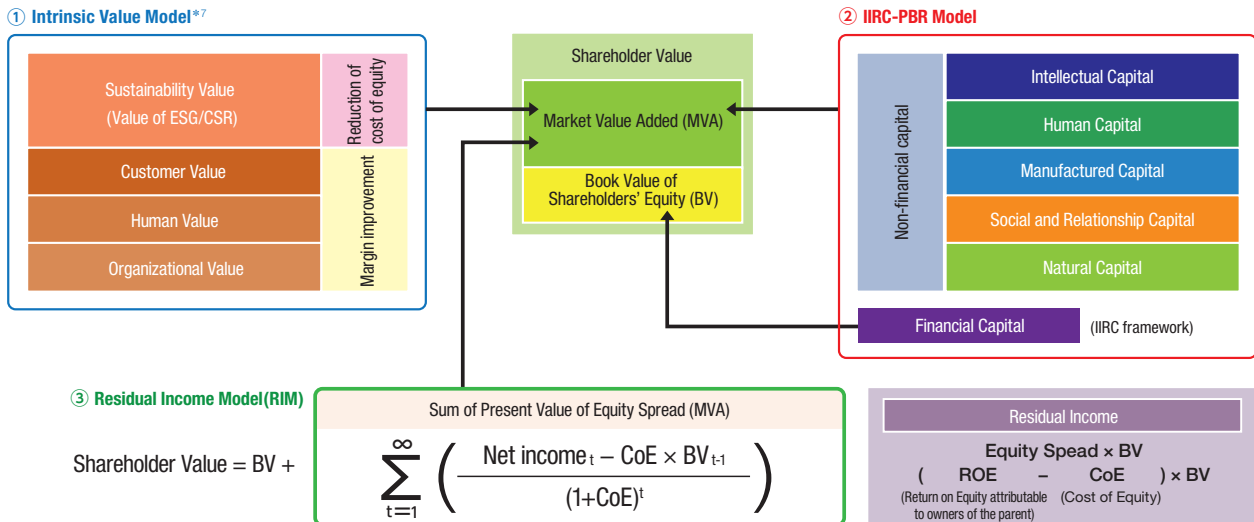 ① Intrinsic Value Model*7
Sustainability Value
(Value of ESG/CSR)
Reduction of
cost of equity
Customer Value
Human Value
Organizational Value
Margin improvement
Shareholder Value
Market Value Added (MVA)
Book Value of
Shareholders' Equity (BV)
② IIRC-PBR Model
Non-financial capital
Intellectual Capital
Human Capital
Manufactured Capital
Social and Relationship Capital
Natural Capital
Financial Capital (IIRC framework)
③ Residual Income Model(RIM)
Shareholder Value = BV +
Sum of Present Value of Equity Spread (MVA)
∞
∑
t=1
( Net income t – CoE × BV t-1
(1+CoE)t )
Residual Income
Equity Spead × BV
( ROE – CoE ) × BV
(Return on Equity attributable (Cost of Equity)
to owners of the parent)